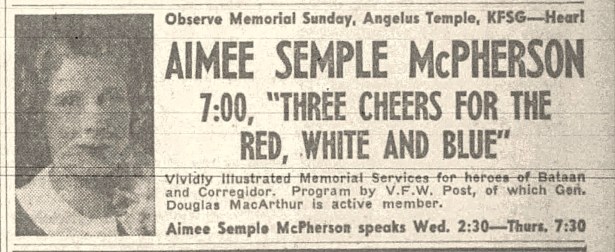 Observe Memorial Sunday, Angelus Temple, KFSG—Hear!
AIMEE SEMPLE McPHERSON
7:00, "THREE CHEERS FOR THE
RED, WHITE AND BLUE"
Vividly Illustrated Memorial Services for heroes of Bataan
and Corregidor. Program by V.F.W. Post, of which Gen.
Douglas MacArthur is active member.
Aimee Semple McPherson speaks Wed. 2:30—Thurs. 7:30